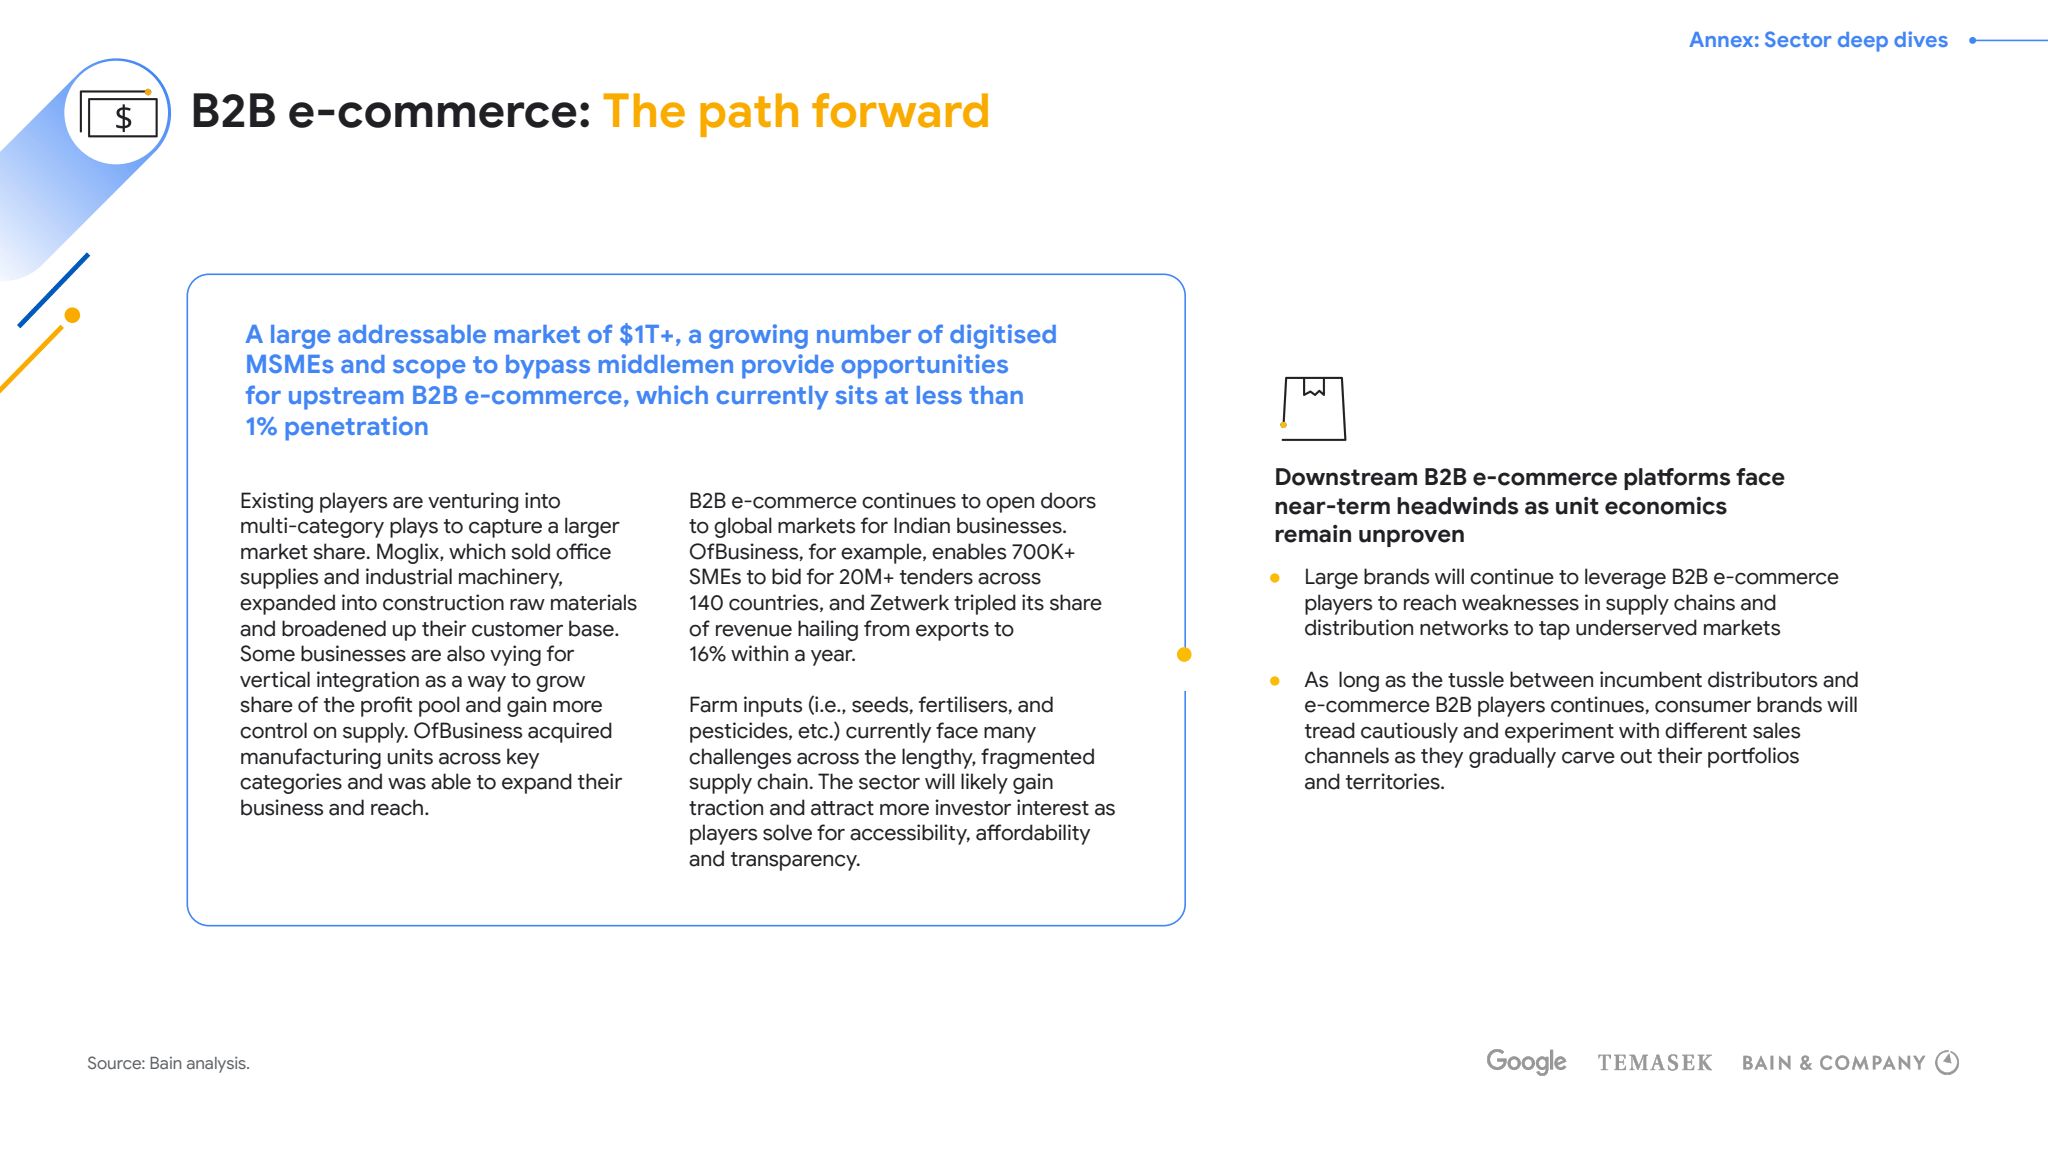 Annex: Sector deep dives
$
B2B e-commerce: The path forward
A large addressable market of $1T+, a growing number of digitised
MSMEs and scope to bypass middlemen provide opportunities
for upstream B2B e-commerce, which currently sits at less than
1% penetration
Existing players are venturing into
multi-category plays to capture a larger
market share. Moglix, which sold office
supplies and industrial machinery,
expanded into construction raw materials
and broadened up their customer base.
Some businesses are also vying for
vertical integration as a way to grow
share of the profit pool and gain more
control on supply. OfBusiness acquired
manufacturing units across key
categories and was able to expand their
business and reach.
B2B e-commerce continues to open doors
to global markets for Indian businesses.
OfBusiness, for example, enables 700K+
SMEs to bid for 20M+ tenders across
140 countries, and Zetwerk tripled its share
of revenue hailing from exports to
16% within a year.
Farm inputs (i.e., seeds, fertilisers, and
pesticides, etc.) currently face many
challenges across the lengthy, fragmented
supply chain. The sector will likely gain
traction and attract more investor interest as
players solve for accessibility, affordability
and transparency.
Downstream B2B e-commerce platforms face
near-term headwinds as unit economics
remain unproven
Large brands will continue to leverage B2B e-commerce
players to reach weaknesses in supply chains and
distribution networks to tap underserved markets
As long as the tussle between incumbent distributors and
e-commerce B2B players continues, consumer brands will
tread cautiously and experiment with different sales
channels as they gradually carve out their portfolios
and territories.
Source: Bain analysis.
Google TEMASEK BAIN & COMPANY